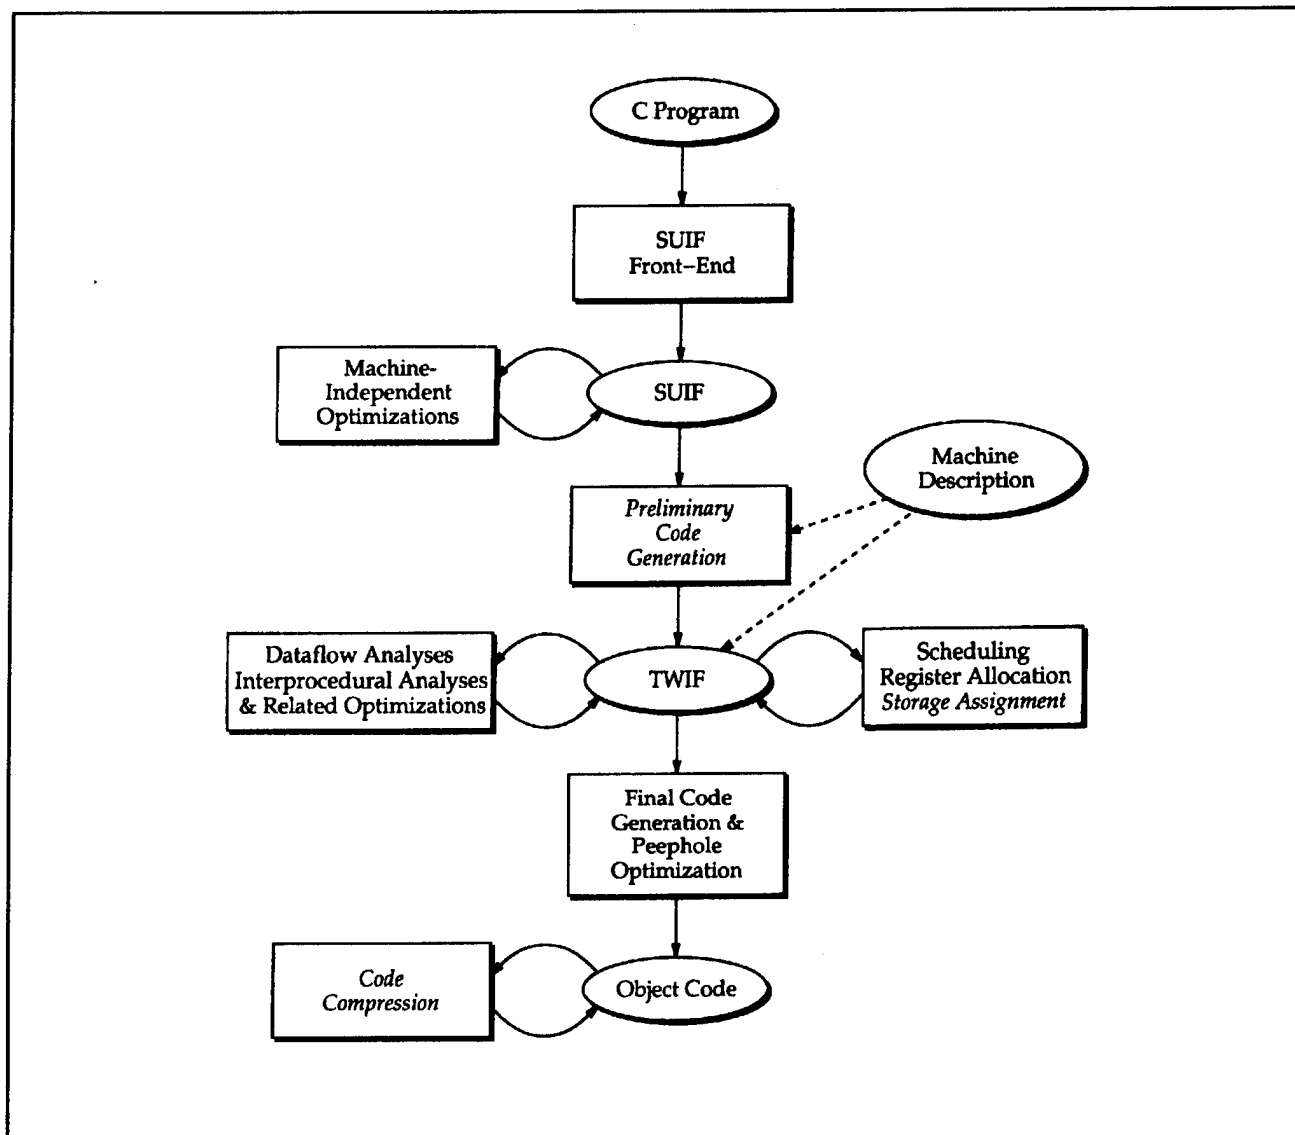 C Program
SUIF
Front-End
Machine-
Independent
Optimizations
SUIF
Machine
Description
Preliminary
Code
Generation
Dataflow Analyses
Interprocedural Analyses
& Related Optimizations
TWIF
Scheduling
Register Allocation
Storage Assignment
Final Code
Generation &
Peephole
Optimization
Code
Compression
Object Code